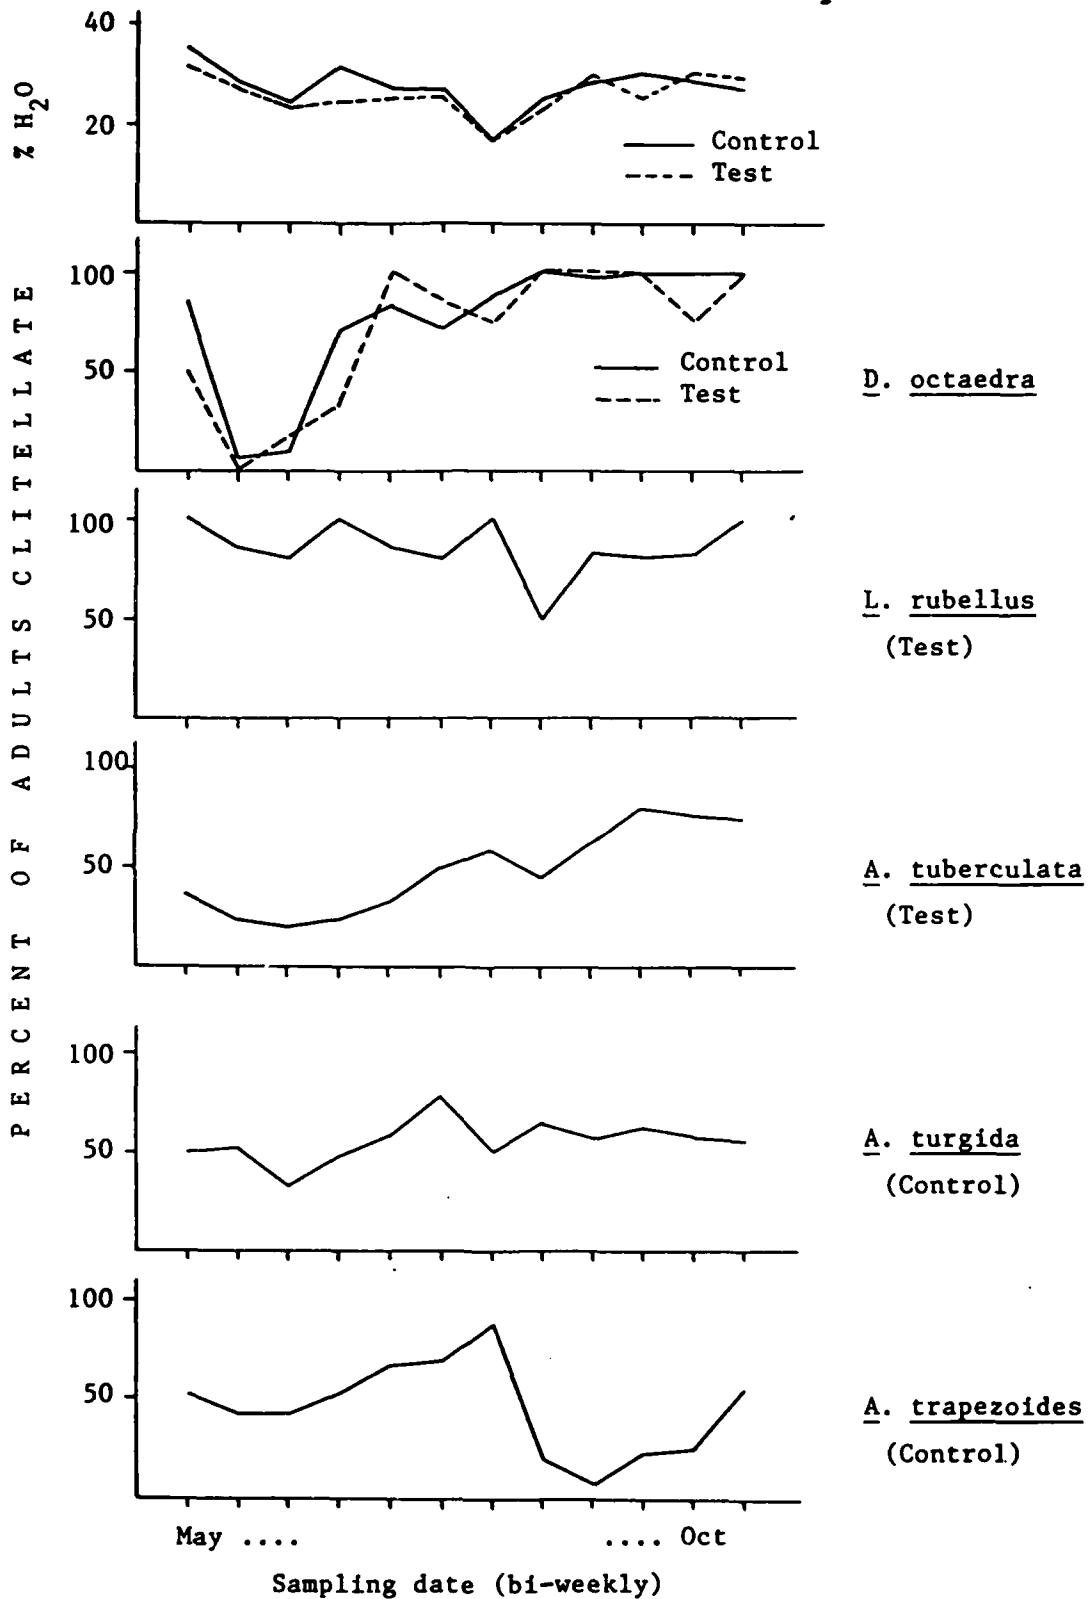 40
% H2O
20
Control
Test
PERCENT OF ADULTS CLITELLATE
100
50
Control
Test
D. octaedra
100
50
L. rubellus
(Test)
100
50
A. tuberculata
(Test)
100
50
A. turgida
(Control)
100
50
A. trapezoides
(Control)
May ....
.... Oct
Sampling date (bi-weekly)